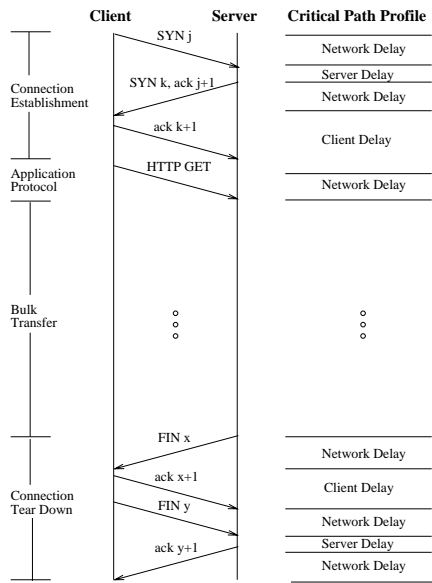 Client
Server
Critical Path Profile
SYN j
Network Delay
Server Delay
SYN k, ack j+1
Network Delay
Connection
Establishment
ack k+1
Client Delay
HTTP GET
Application
Protocol
Network Delay
Bulk
Transfer
FIN x
Network Delay
ack x+1
Client Delay
Connection
Tear Down
FIN y
Network Delay
Server Delay
ack y+1
Network Delay